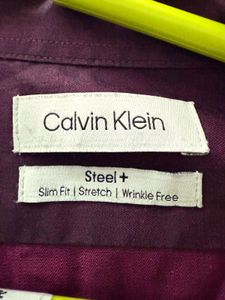 Calvin Klein
Steel +
Slim Fit | Stretch | Wrinkle Free